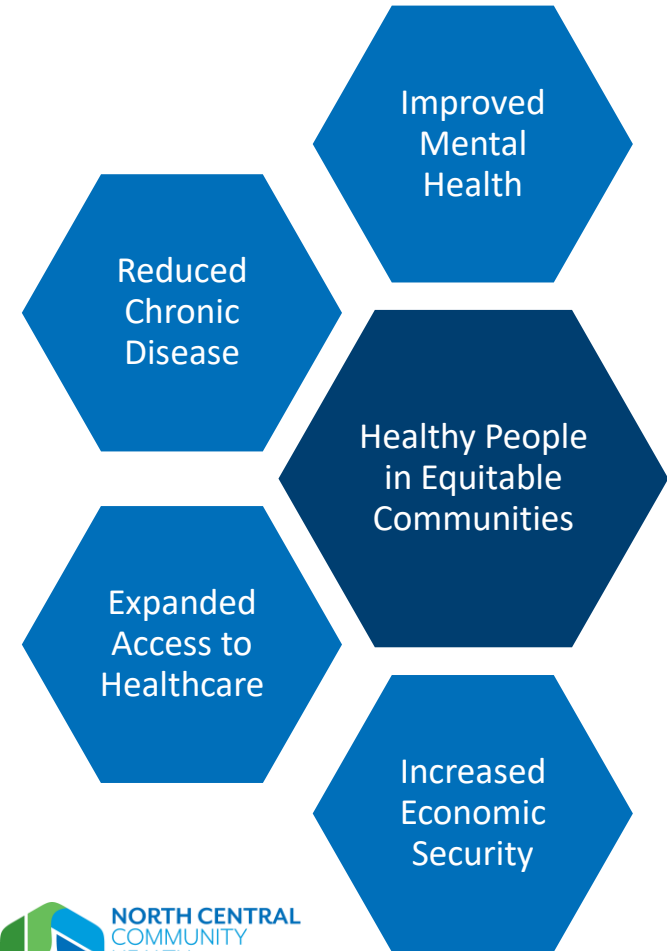 Improved
Mental
Health
Reduced
Chronic
Disease
Healthy People
in Equitable
Communities
Expanded
Access to
Healthcare
Increased
Economic
Security
NORTH CENTRAL
COMMUNITY